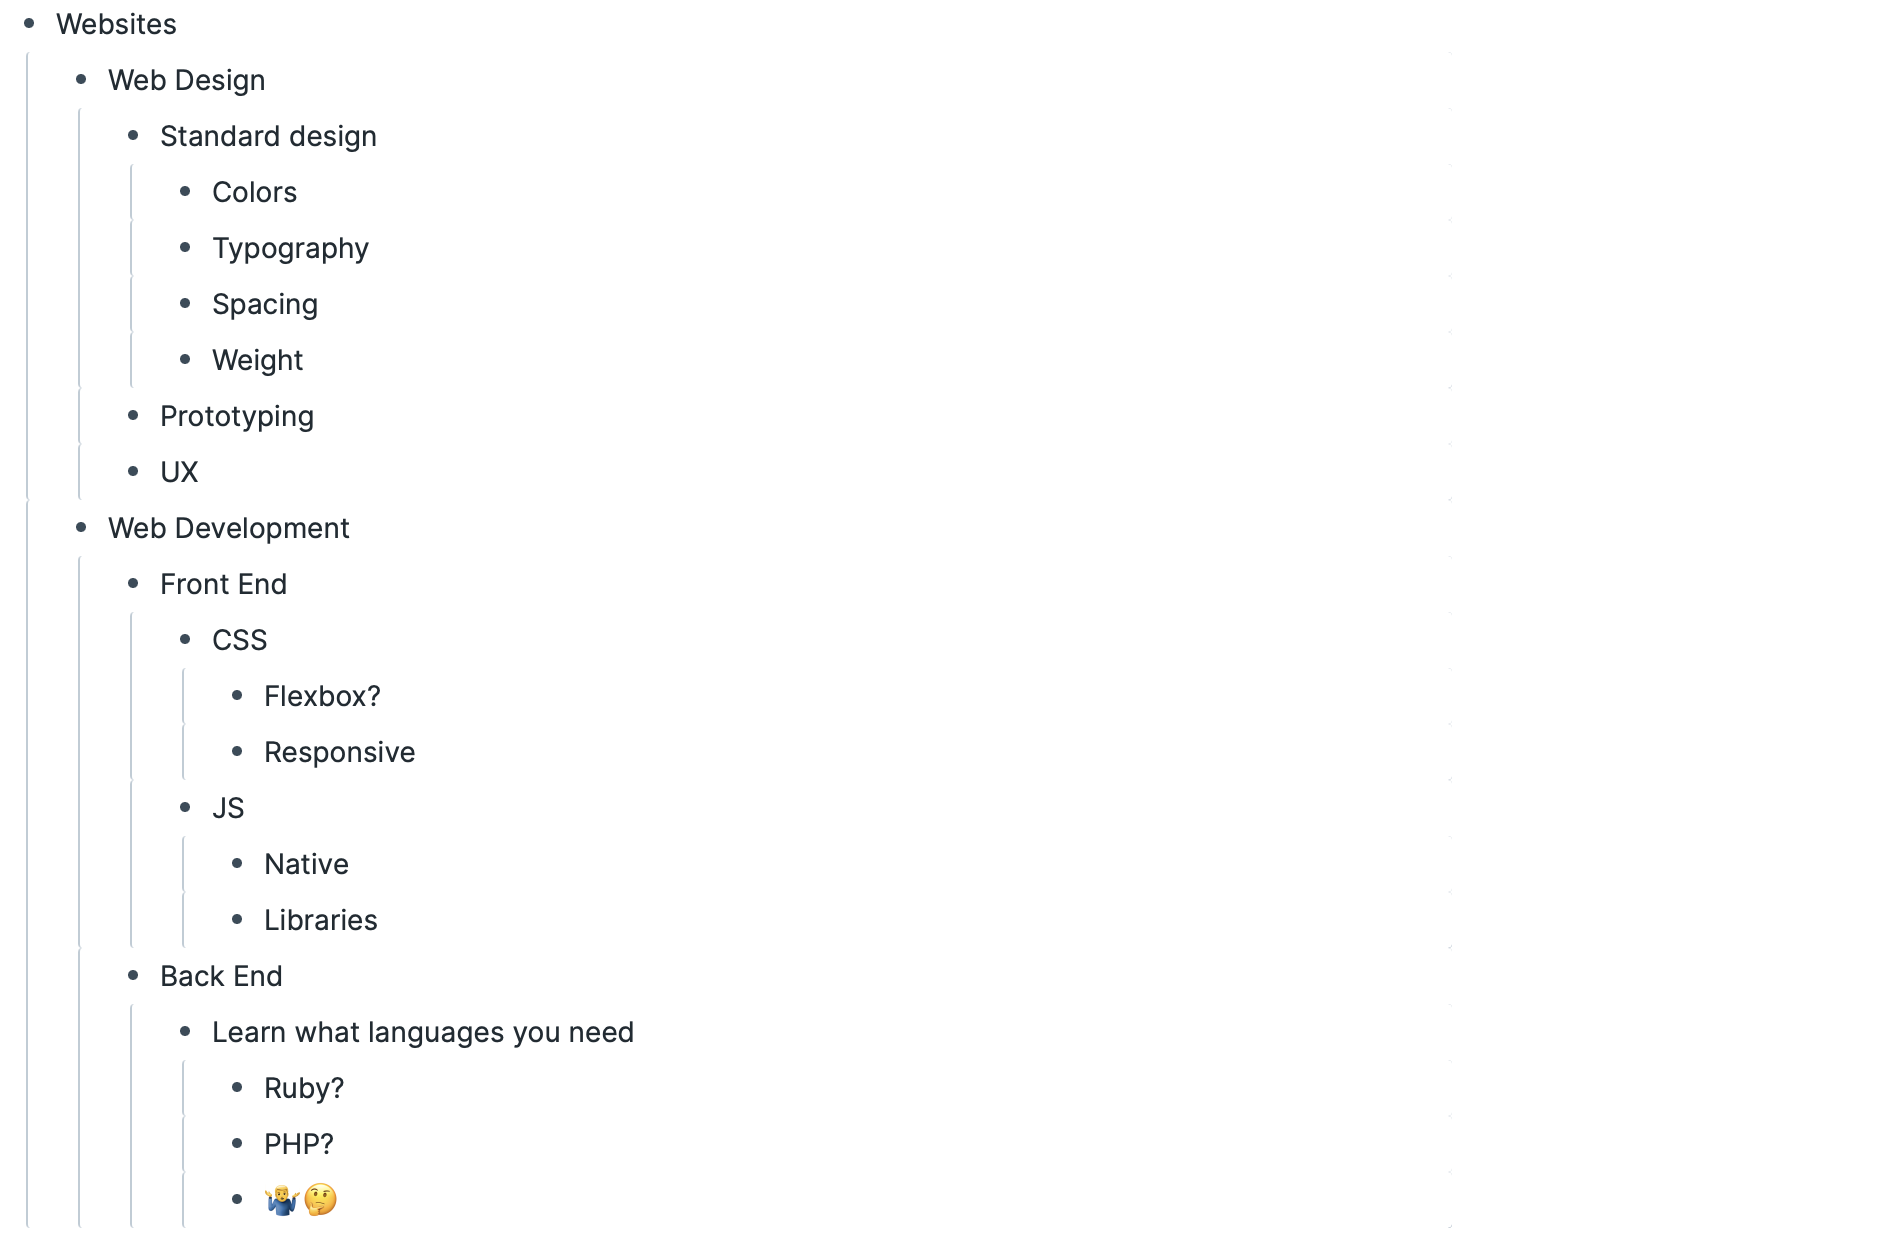 Websites
Web Design
Standard design
Colors
Typography
Spacing
Weight
Prototyping
UX
Web Development
Front End
CSS
Flexbox?
Responsive
JS
Native
Libraries
Back End
Learn what languages you need
Ruby?
PHP?
🤷‍♂️🤔